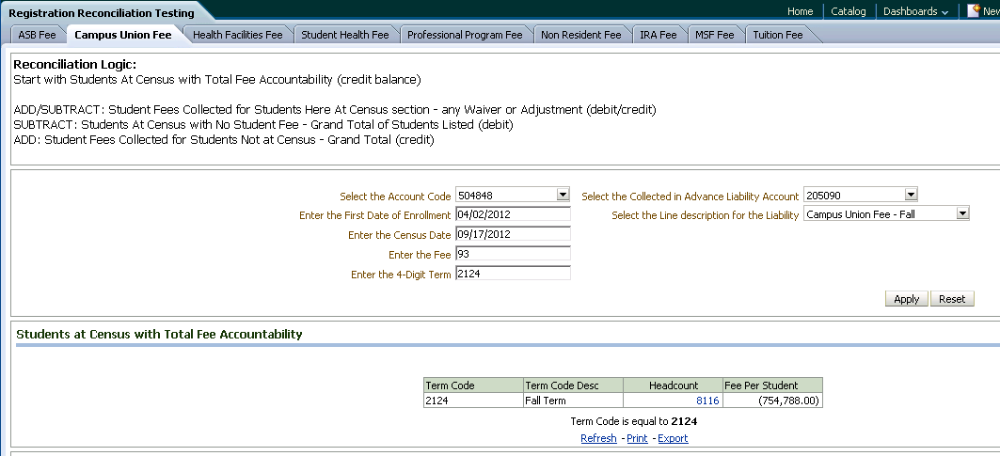 Registration Reconciliation Testing
Home Catalog Dashboards New
ASB Fee Campus Union Fee Health Facilities Fee Student Health Fee Professional Program Fee Non Resident Fee IRA Fee MSF Fee Tuition Fee
Reconciliation Logic:
Start with Students At Census with Total Fee Accountability (credit balance)
ADD/SUBTRACT: Student Fees Collected for Students Here At Census section - any Waiver or Adjustment (debit/credit)
SUBTRACT: Students At Census with No Student Fee - Grand Total of Students Listed (debit)
ADD: Student Fees Collected for Students Not at Census - Grand Total (credit)
Select the Account Code 504848 Select the Collected in Advance Liability Account 205090
Enter the First Date of Enrollment 04/02/2012 Select the Line description for the Liability Campus Union Fee - Fall
Enter the Census Date 09/17/2012
Enter the Fee 93
Enter the 4-Digit Term 2124
Apply Reset
Students at Census with Total Fee Accountability
Term Code Term Code Desc Headcount Fee Per Student
2124 Fall Term 8116 (754,788.00)
Term Code is equal to 2124
Refresh - Print - Export